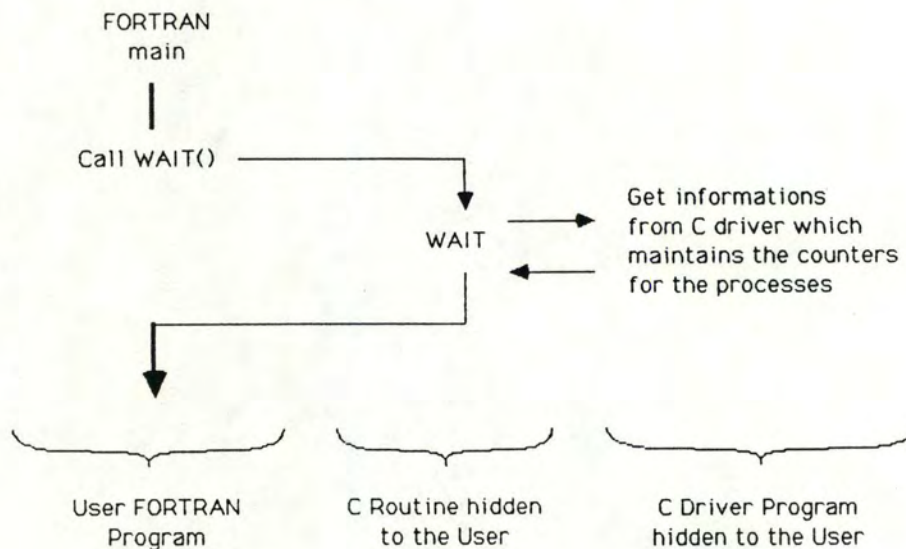 FORTRAN
main
Call WAIT()
WAIT
Get informations
from C driver which
maintains the counters
for the processes
User FORTRAN
Program
C Routine hidden
to the User
C Driver Program
hidden to the User